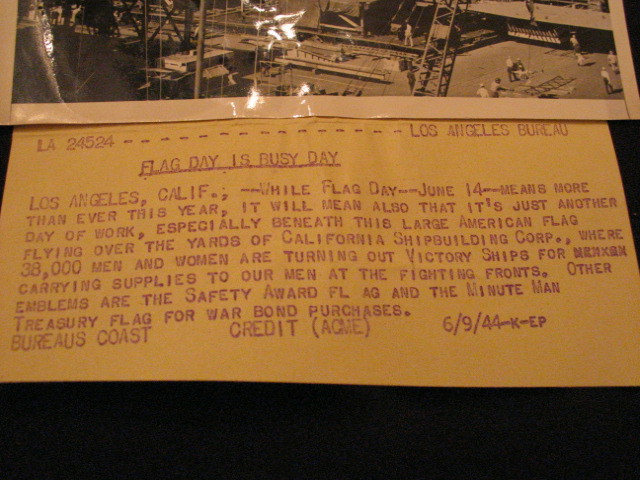 LA 24524 - - - - - - - - - - - - - - - - - - LOS ANGELES BUREAU
FLAG DAY IS BUSY DAY
LOS ANGELES, CALIF.; --WHILE FLAG DAY--JUNE 14--MEANS MORE
THAN EVER THIS YEAR, IT WILL MEAN ALSO THAT IT'S JUST ANOTHER
DAY OF WORK, ESPECIALLY BENEATH THIS LARGE AMERICAN FLAG
FLYING OVER THE YARDS OF CALIFORNIA SHIPBUILDING CORP., WHERE
38,000 MEN AND WOMEN ARE TURNING OUT VICTORY SHIPS FOR
CARRYING SUPPLIES TO OUR MEN AT THE FIGHTING FRONTS. OTHER
EMBLEMS ARE THE SAFETY AWARD FL AG AND THE MINUTE MAN
TREASURY FLAG FOR WAR BOND PURCHASES.
BUREAUS COAST CREDIT (ACME) 6/9/44-K-EP